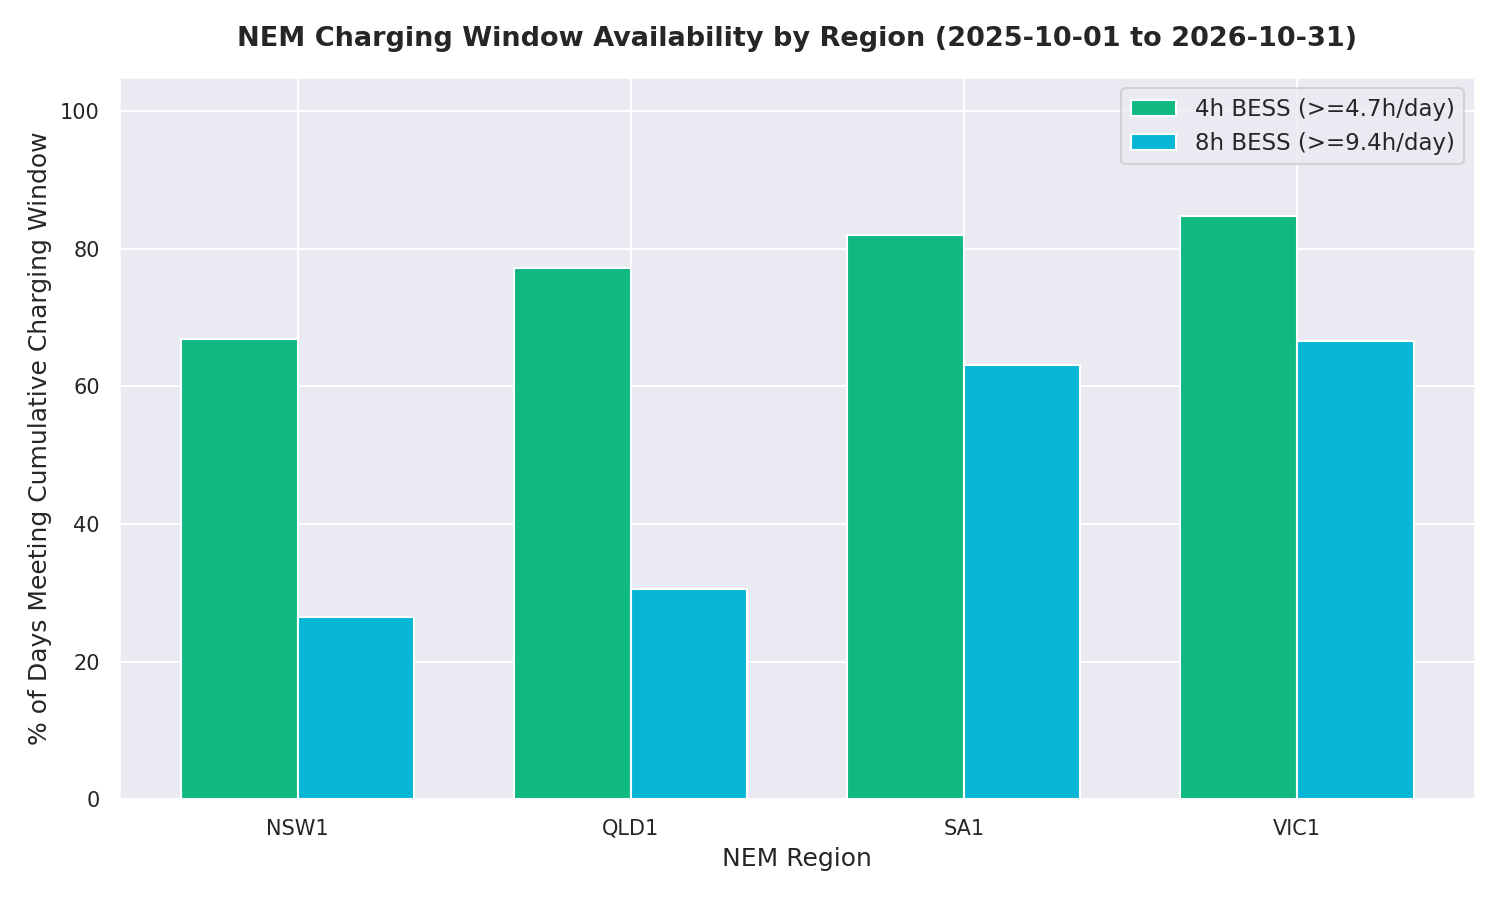 NEM Charging Window Availability by Region (2025-10-01 to 2026-10-31)
4h BESS (>=4.7h/day)
8h BESS (>=9.4h/day)
% of Days Meeting Cumulative Charging Window
100
80
60
40
20
0
NSW1
QLD1
SA1
VIC1
NEM Region